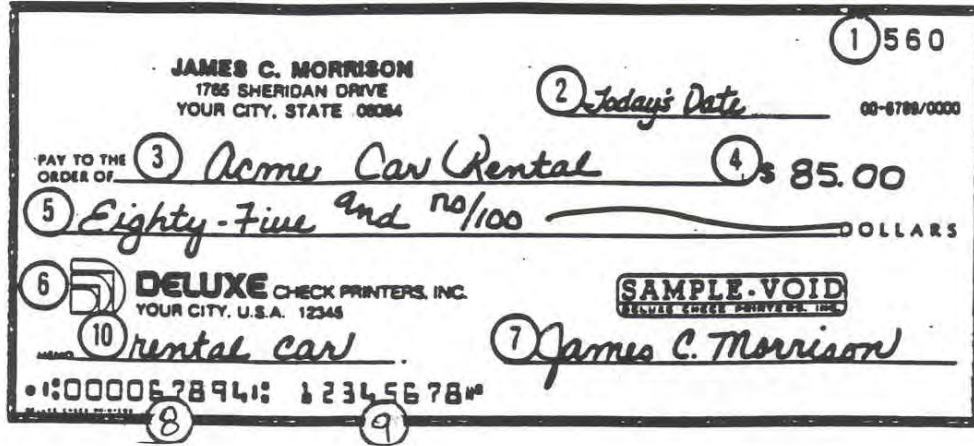 1 560
JAMES C. MORRISON
1765 SHERIDAN DRIVE
YOUR CITY, STATE 06084
2 Today's Date 00-6789/0000
PAY TO THE
ORDER OF 3 Acme Car Rental 4 $ 85.00
5 Eighty-Five and no/100 DOLLARS
6 DELUXE CHECK PRINTERS, INC.
YOUR CITY, U.S.A. 12345
SAMPLE-VOID
DELUXE CHECK PRINTERS, INC.
MEMO 10 rental car 7 James C. Morrison
⑆000067894⑆ 12345678⑈
8 9